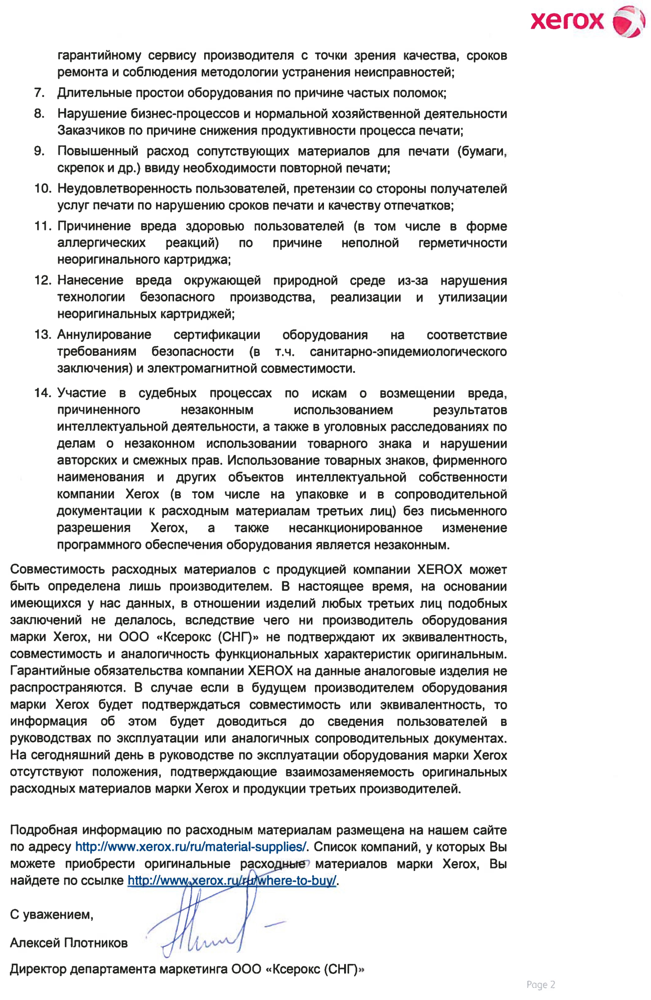 xerox
гарантийному сервису производителя с точки зрения качества, сроков
ремонта и соблюдения методологии устранения неисправностей;
7. Длительные простои оборудования по причине частых поломок;
8. Нарушение бизнес-процессов и нормальной хозяйственной деятельности
Заказчиков по причине снижения продуктивности процесса печати;
9. Повышенный расход сопутствующих материалов для печати (бумаги,
скрепок и др.) ввиду необходимости повторной печати;
10. Неудовлетворенность пользователей, претензии со стороны получателей
услуг печати по нарушению сроков печати и качеству отпечатков;
11. Причинение вреда здоровью пользователей (в том числе в форме
аллергических реакций) по причине неполной герметичности
неоригинального картриджа;
12. Нанесение вреда окружающей природной среде из-за нарушения
технологии безопасного производства, реализации и утилизации
неоригинальных картриджей;
13. Аннулирование сертификации оборудования на соответствие
требованиям безопасности (в т.ч. санитарно-эпидемиологического
заключения) и электромагнитной совместимости.
14. Участие в судебных процессах по искам о возмещении вреда,
причиненного незаконным использованием результатов
интеллектуальной деятельности, а также в уголовных расследованиях по
делам о незаконном использовании товарного знака и нарушении
авторских и смежных прав. Использование товарных знаков, фирменного
наименования и других объектов интеллектуальной собственности
компании Xerox (в том числе на упаковке и в сопроводительной
документации к расходным материалам третьих лиц) без письменного
разрешения Xerox, а также несанкционированное изменение
программного обеспечения оборудования является незаконным.
Совместимость расходных материалов с продукцией компании XEROX может
быть определена лишь производителем. В настоящее время, на основании
имеющихся у нас данных, в отношении изделий любых третьих лиц подобных
заключений не делалось, вследствие чего ни производитель оборудования
марки Xerox, ни ООО «Ксерокс (СНГ)» не подтверждают их эквивалентность,
совместимость и аналогичность функциональных характеристик оригинальным.
Гарантийные обязательства компании XEROX на данные аналоговые изделия не
распространяются. В случае если в будущем производителем оборудования
марки Xerox будет подтверждаться совместимость или эквивалентность, то
информация об этом будет доводиться до сведения пользователей в
руководствах по эксплуатации или аналогичных сопроводительных документах.
На сегодняшний день в руководстве по эксплуатации оборудования марки Xerox
отсутствуют положения, подтверждающие взаимозаменяемость оригинальных
расходных материалов марки Xerox и продукции третьих производителей.
Подробная информацию по расходным материалам размещена на нашем сайте
по адресу http://www.xerox.ru/ru/material-supplies/. Список компаний, у которых Вы
можете приобрести оригинальные расходные материалов марки Xerox, Вы
найдете по ссылке http://www.xerox.ru/ru/where-to-buy/.
С уважением,
Алексей Плотников
Директор департамента маркетинга ООО «Ксерокс (СНГ)»
Page 2